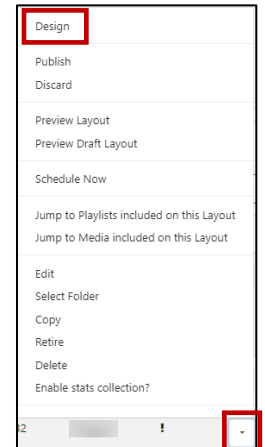 Design
Publish
Discard
Preview Layout
Preview Draft Layout
Schedule Now
Jump to Playlists included on this Layout
Jump to Media included on this Layout
Edit
Select Folder
Copy
Retire
Delete
Enable stats collection?
!